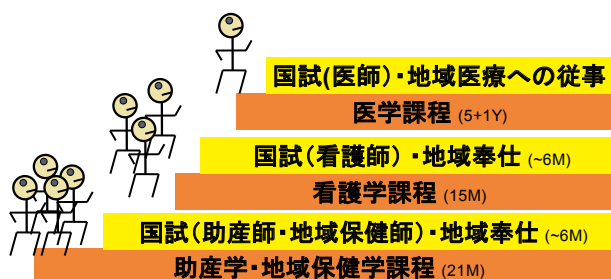 国試(医師)・地域医療への従事
医学課程 (5+1Y)
国試（看護師）・地域奉仕 (~6M)
看護学課程 (15M)
国試（助産師・地域保健師）・地域奉仕 (~6M)
助産学・地域保健学課程 (21M)